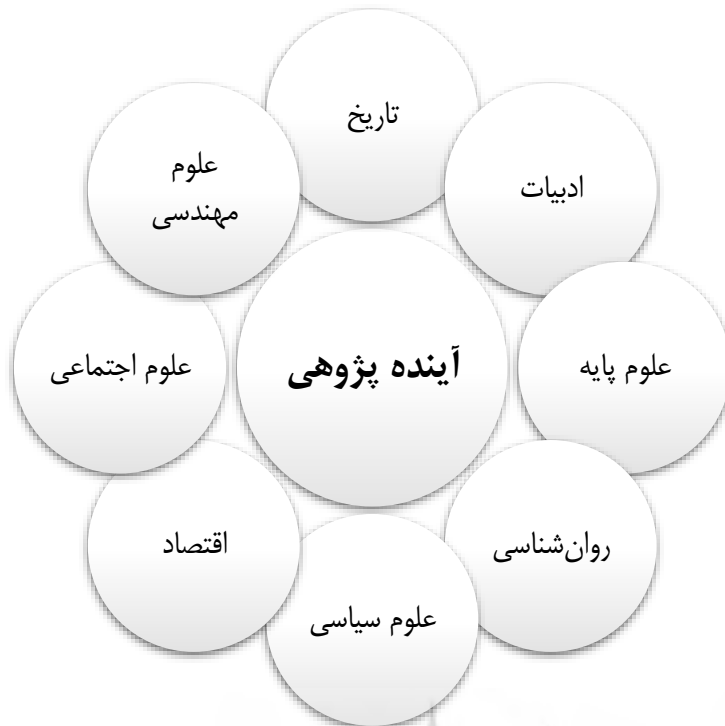 تاریخ
علوم
مهندسی
ادبیات
آینده پژوهی
علوم اجتماعی
علوم پایه
اقتصاد
روان‌شناسی
علوم سیاسی